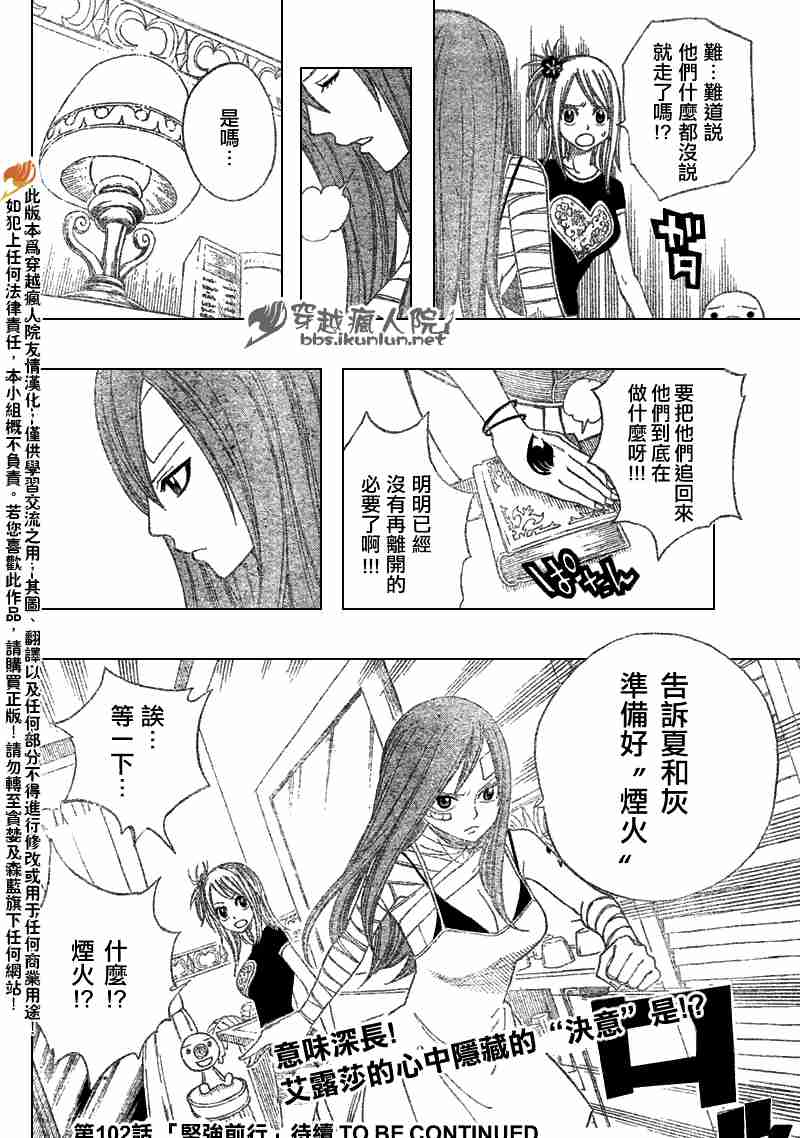 難…難道説
他們什麼都沒説
就走了嗎!?
ギロ
是嗎…
穿越瘋人院
bbs.ikunlun.net
要把他們追回來
他們到底在
做什麼呀!!!
明明已經
沒有再離開的
必要了啊!!!
ぱたん
告訴夏和灰
準備好〝煙火〟
誒…
等一下…
什麼!?
煙火!?
意味深長!
艾露莎的心中隱藏的“決意”是!?
第102話 「堅強前行」待續 TO BE CONTINUED
此版本爲穿越瘋人院友情漢化…僅供學習交流之用…其圖、翻譯以及任何部分不得進行修改或用于任何商業用途!
如犯上任何法律責任，本小組概不負責。若您喜歡此作品，請購買正版!請勿轉至貪婪及森藍旗下任何網站!